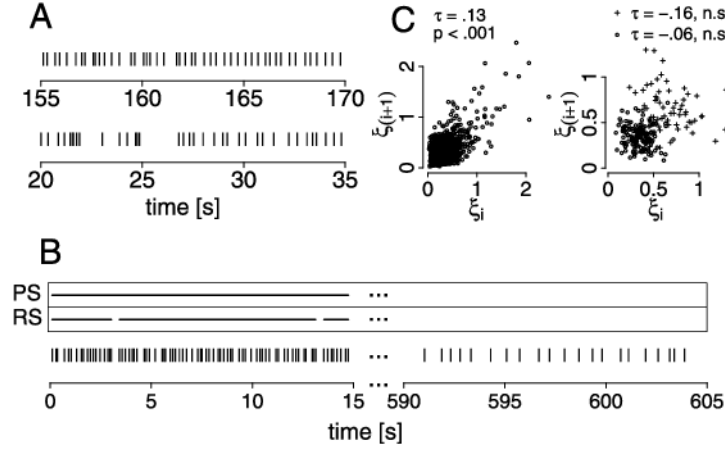 A
155 160 165 170
20 25 30 35
time [s]
C
τ = .13
p < .001
ξ(i+1)
0 1 2
0 1 2
ξi
+ τ = −.16, n.s
∘ τ = −.06, n.s
ξ(i+1)
0 0.5 1
0 0.5 1
ξi
B
PS ...
RS ...
...
...
0 5 10 15 590 595 600 605
time [s]